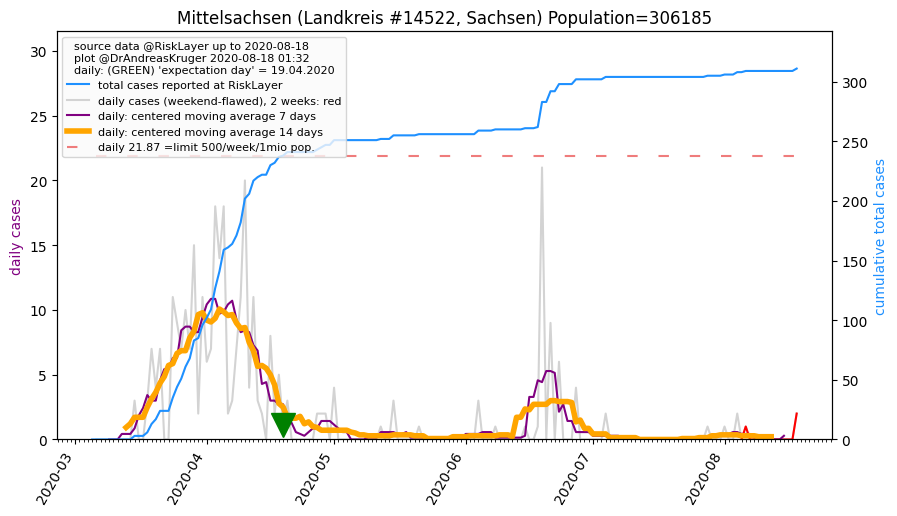 Mittelsachsen (Landkreis #14522, Sachsen) Population=306185
source data @RiskLayer up to 2020-08-18
plot @DrAndreasKruger 2020-08-18 01:32
daily: (GREEN) 'expectation day' = 19.04.2020
total cases reported at RiskLayer
daily cases (weekend-flawed), 2 weeks: red
daily: centered moving average 7 days
daily: centered moving average 14 days
daily 21.87 =limit 500/week/1mio pop.
daily cases
30
25
20
15
10
5
0
cumulative total cases
300
250
200
150
100
50
0
2020-03
2020-04
2020-05
2020-06
2020-07
2020-08